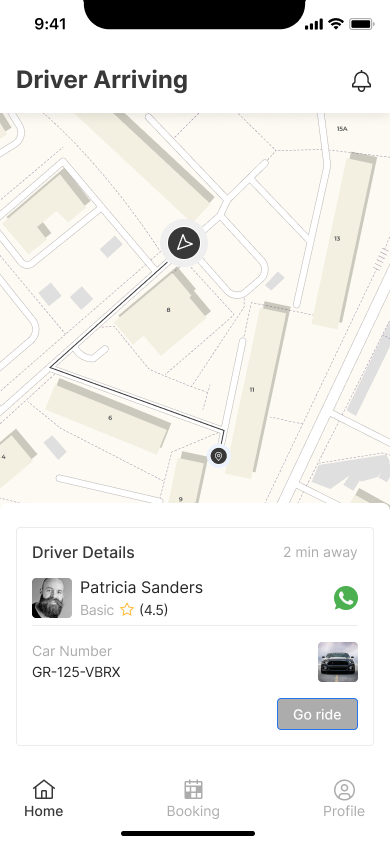 9:41
Driver Arriving
15A
13
8
11
6
4
9
Driver Details
2 min away
Patricia Sanders
Basic (4.5)
Car Number
GR-125-VBRX
Go ride
Home
Booking
Profile